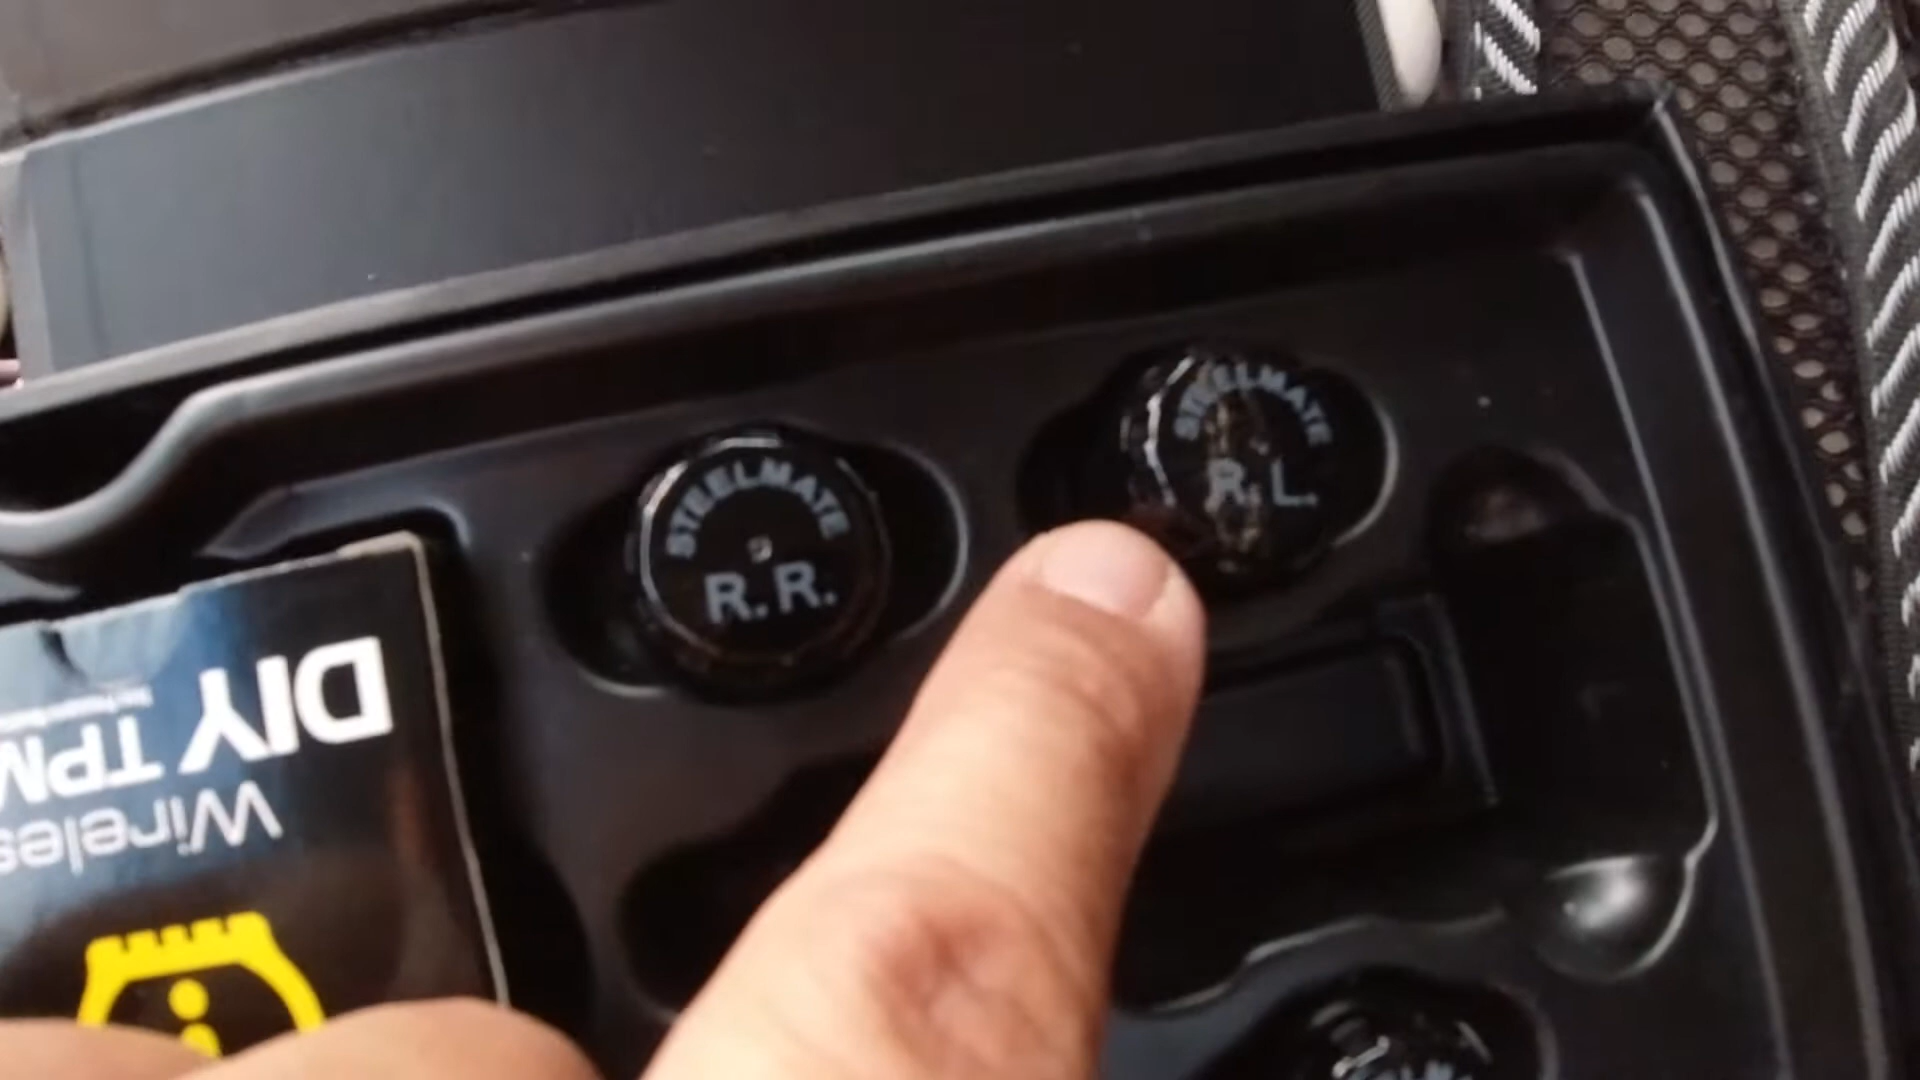 STEELMATE
R. L.
STEELMATE
R. R.
DIY TPM
Wireles